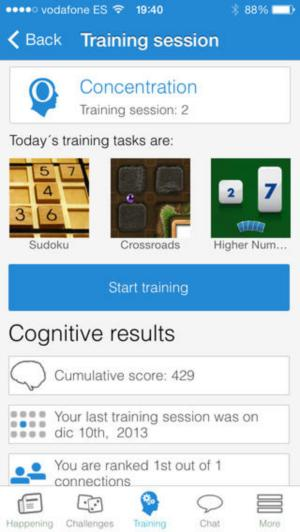 vodafone ES 19:40 88%
Back Training session
Concentration
Training session: 2
Today´s training tasks are:
5 7
4
3 6
2 7
Sudoku Crossroads Higher Num...
Start training
Cognitive results
Cumulative score: 429
Your last training session was on
dic 10th, 2013
You are ranked 1st out of 1
connections
Happening Challenges Training Chat More